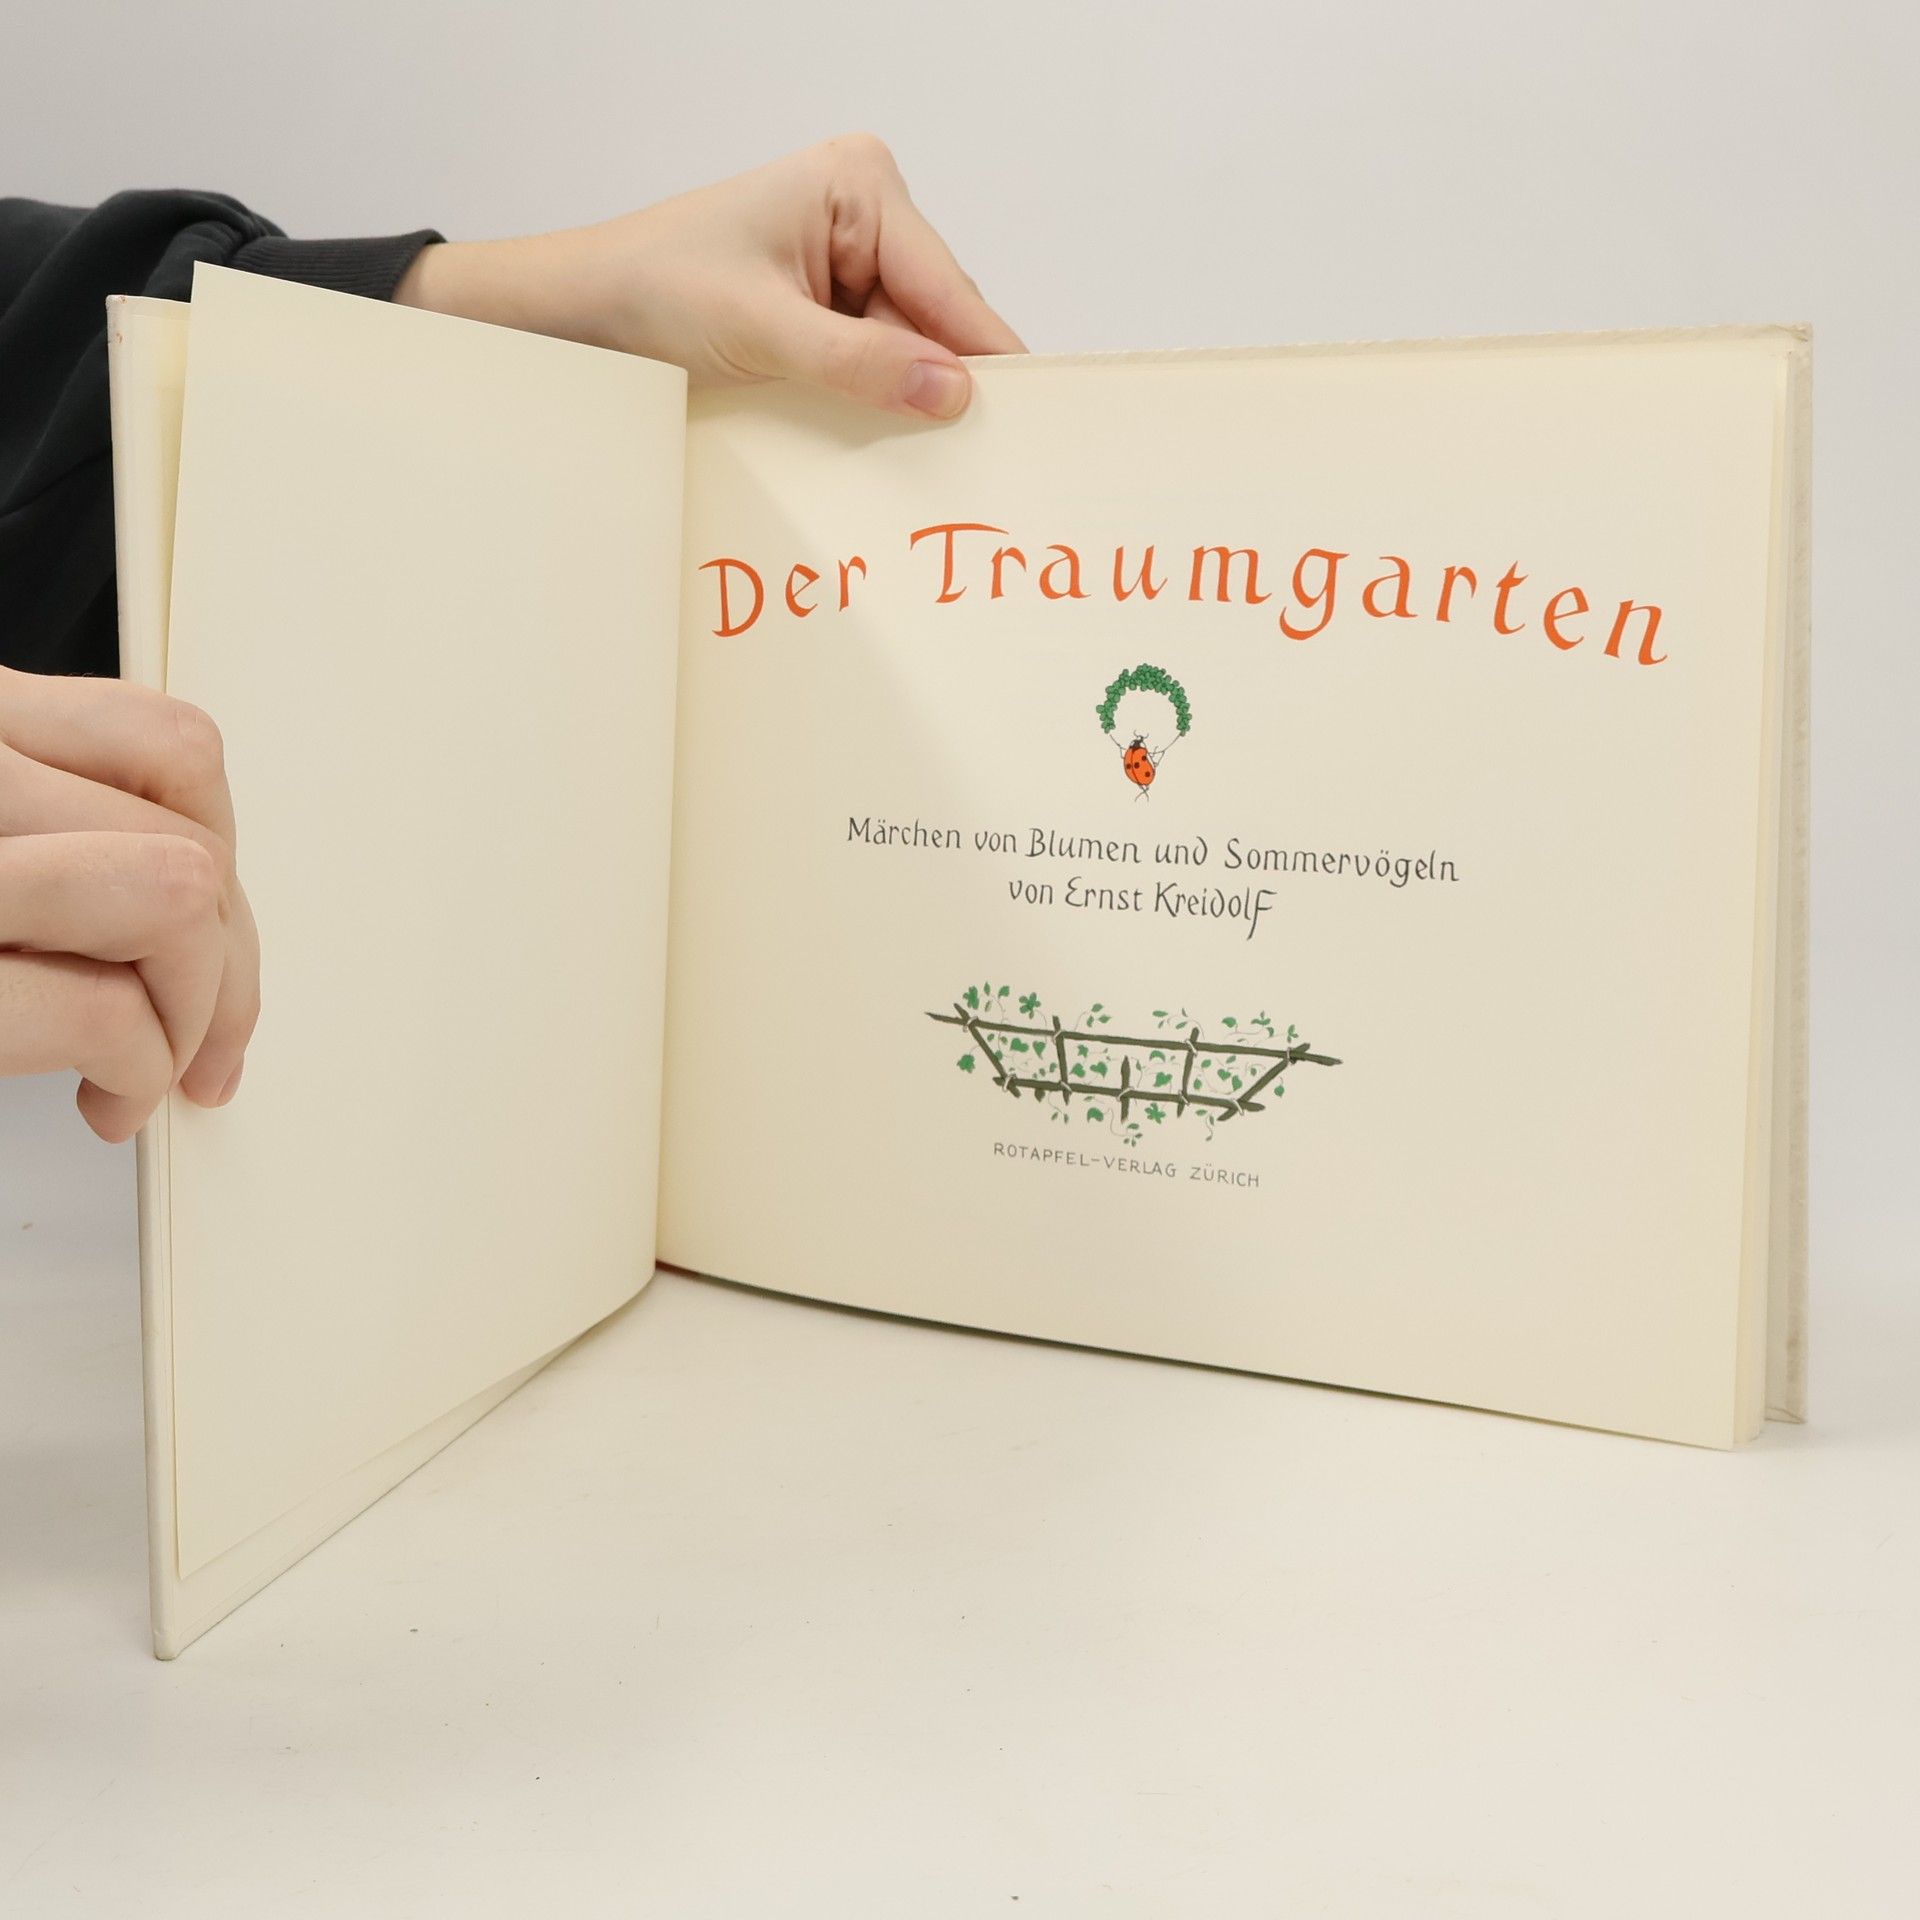 Der Traumgarten
Märchen von Blumen und Sommervögeln
von Ernst Kreidolf
ROTAPFEL-VERLAG ZÜRICH